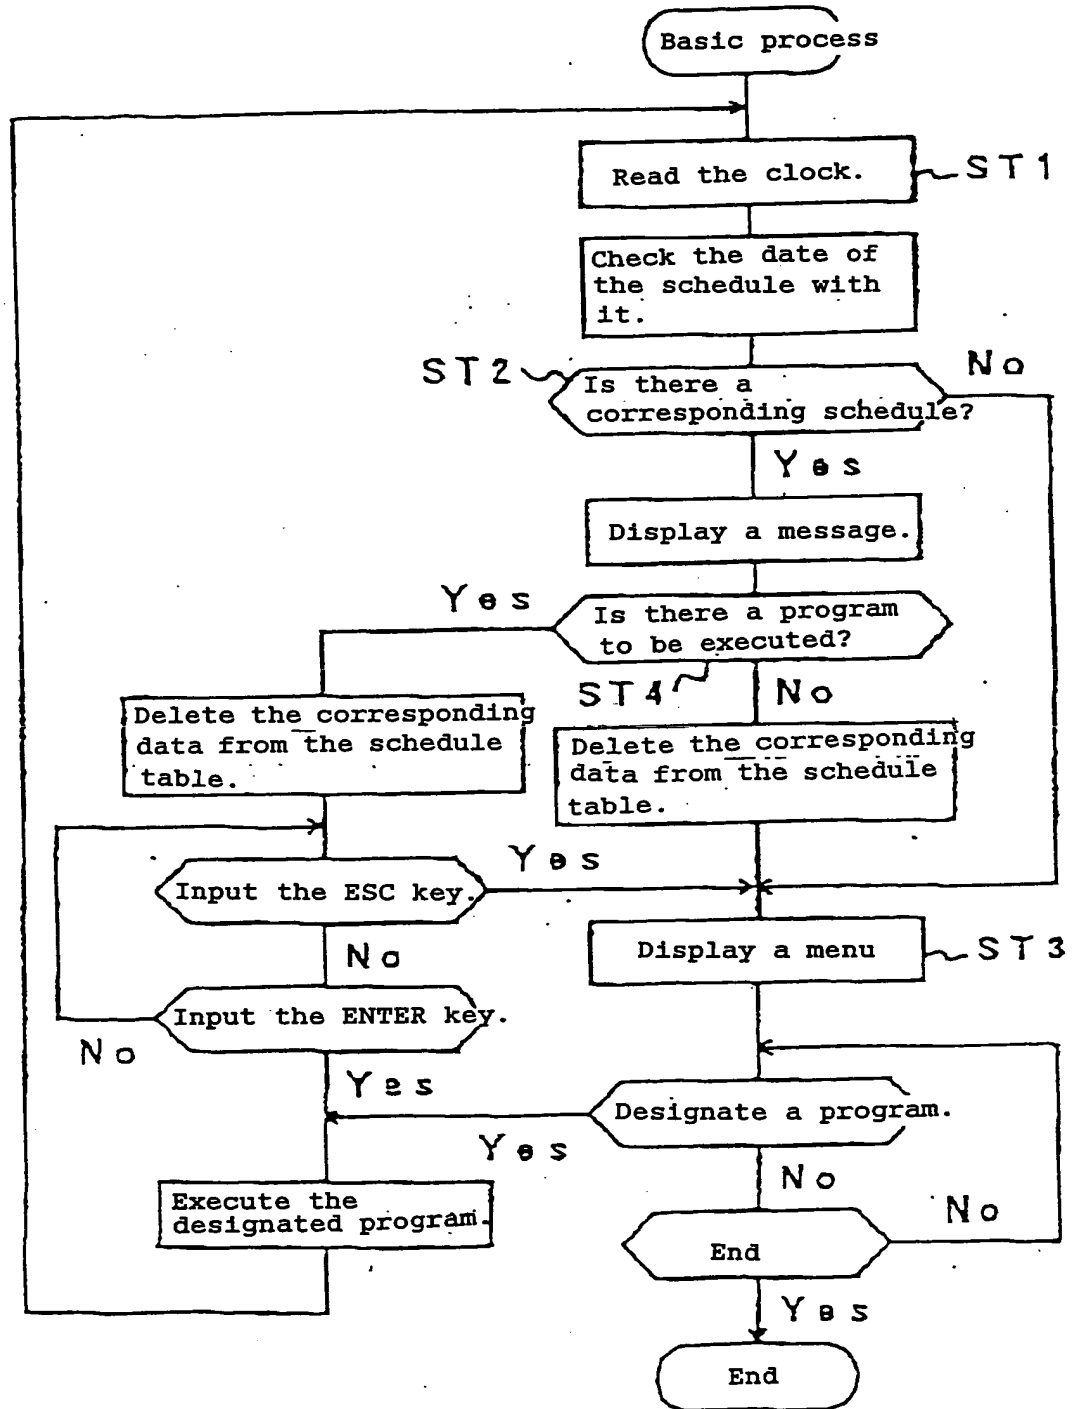 Basic process
Read the clock.
ST1
Check the date of
the schedule with
it.
ST2
No
Is there a
corresponding schedule?
Yes
Display a message.
Yes
Is there a program
to be executed?
ST4
No
Delete the corresponding
data from the schedule
table.
Delete the corresponding
data from the schedule
table.
Yes
Input the ESC key.
No
Display a menu
ST3
Input the ENTER key.
No
Yes
Designate a program.
Yes
No
Execute the
designated program.
No
End
Yes
End